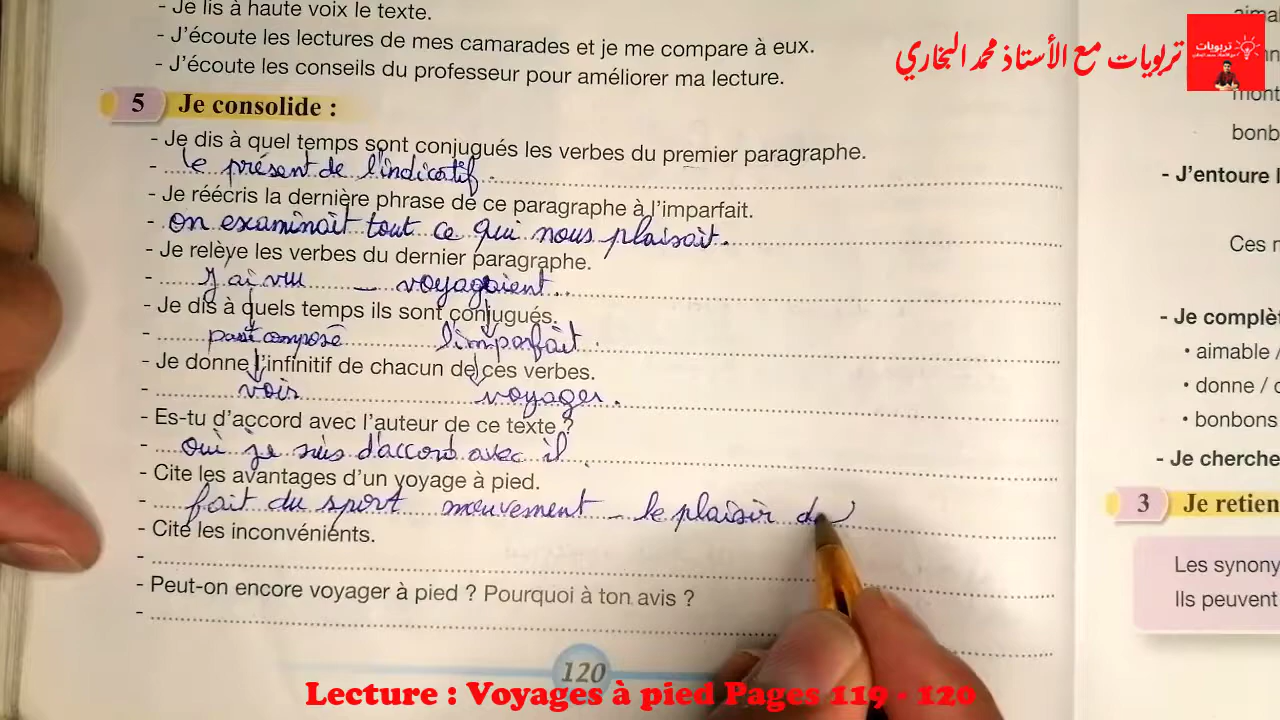 - Je lis à haute voix le texte.
- J'écoute les lectures de mes camarades et je me compare à eux.
- J'écoute les conseils du professeur pour améliorer ma lecture.
تربويات مع الأستاذ محمد البخاري
تربويات
5 Je consolide :
- Je dis à quel temps sont conjugués les verbes du premier paragraphe.
- le présent de l'indicatif.
- Je réécris la dernière phrase de ce paragraphe à l'imparfait.
- on examinait tout ce qui nous plaisait.
- Je relève les verbes du dernier paragraphe.
- J'ai vu _ voyageaient.
- Je dis à quels temps ils sont conjugués.
- passé composé l'imparfait.
- Je donne l'infinitif de chacun de ces verbes.
- voir voyager.
- Es-tu d'accord avec l'auteur de ce texte ?
- oui je suis d'accord avec il.
- Cite les avantages d'un voyage à pied.
- fait du sport mouvement _ le plaisir
- Cite les inconvénients.
-
- Peut-on encore voyager à pied ? Pourquoi à ton avis ?
-
120
mont
bonb
- J'entoure l
Ces
- Je complèt
• aimable /
• donne /
• bonbons
- Je cherche
3 Je retien
Les synony
Ils peuvent
Lecture : Voyages à pied Pages 119 - 120